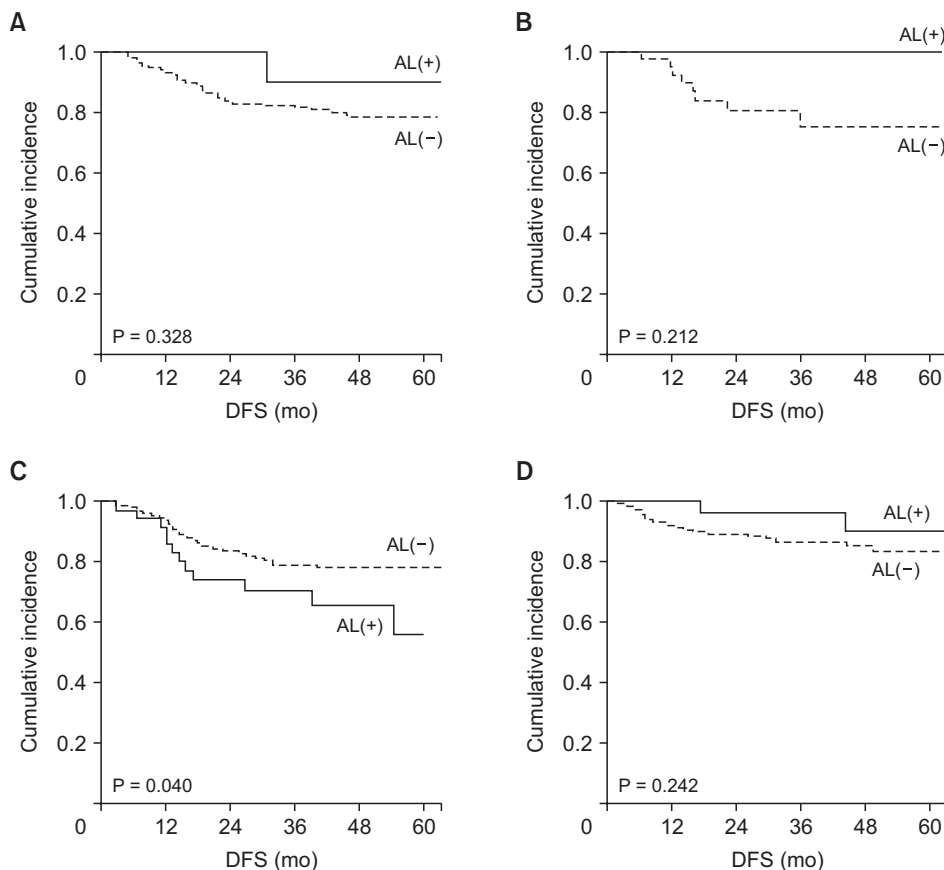 A
1.0
0.8
0.6
0.4
0.2
0
12
24
36
48
60
Cumulative incidence
DFS (mo)
AL(+)
AL(−)
P = 0.328
B
1.0
0.8
0.6
0.4
0.2
0
12
24
36
48
60
Cumulative incidence
DFS (mo)
AL(+)
AL(−)
P = 0.212
C
1.0
0.8
0.6
0.4
0.2
0
12
24
36
48
60
Cumulative incidence
DFS (mo)
AL(−)
AL(+)
P = 0.040
D
1.0
0.8
0.6
0.4
0.2
0
12
24
36
48
60
Cumulative incidence
DFS (mo)
AL(+)
AL(−)
P = 0.242